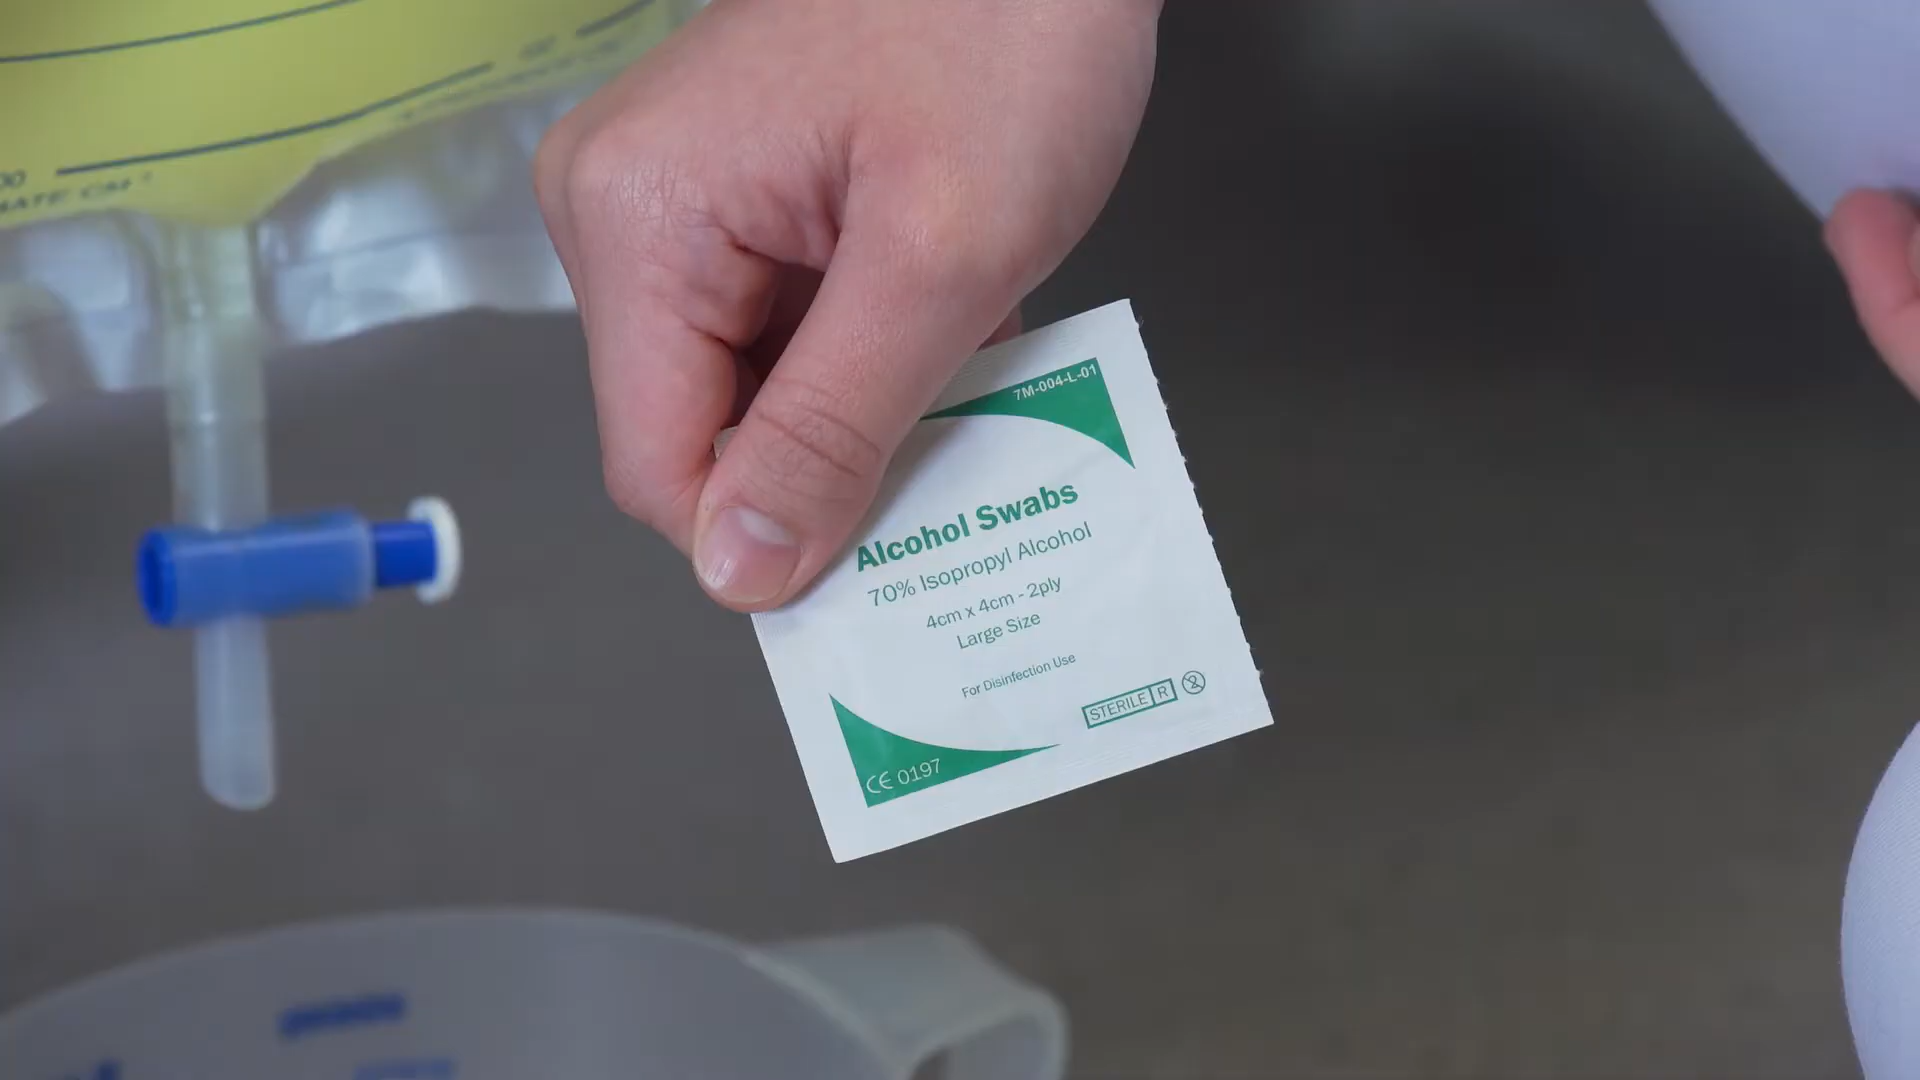 7M-004-L-01
Alcohol Swabs
70% Isopropyl Alcohol
4cm x 4cm - 2ply
Large Size
For Disinfection Use
STERILE R
2
CE 0197